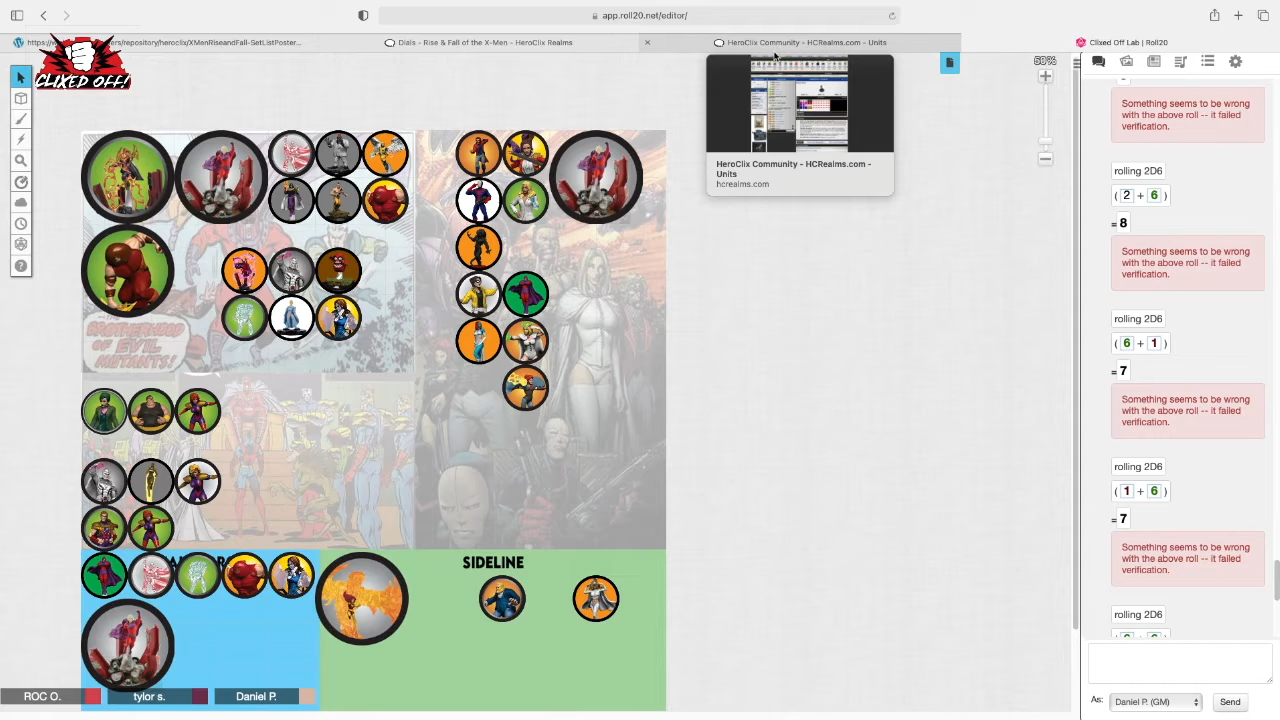 app.roll20.net/editor/
ers/repository/heroclix/XMenRiseandFall-SetListPoster...
Dials - Rise & Fall of the X-Men - HeroClix Realms
HeroClix Community - HCRealms.com - Units
Clixed Off Lab | Roll20
CLIXED OFF!
HeroClix Community - HCRealms.com -
Units
hcrealms.com
BROTHERHOOD
OF EVIL
MUTANTS!
SIDELINE
ROC O.
tylor s.
Daniel P.
Something seems to be wrong
with the above roll -- it failed
verification.
rolling 2D6
( 2 + 6 )
= 8
Something seems to be wrong
with the above roll -- it failed
verification.
rolling 2D6
( 6 + 1 )
= 7
Something seems to be wrong
with the above roll -- it failed
verification.
rolling 2D6
( 1 + 6 )
= 7
Something seems to be wrong
with the above roll -- it failed
verification.
rolling 2D6
As:
Daniel P. (GM)
Send